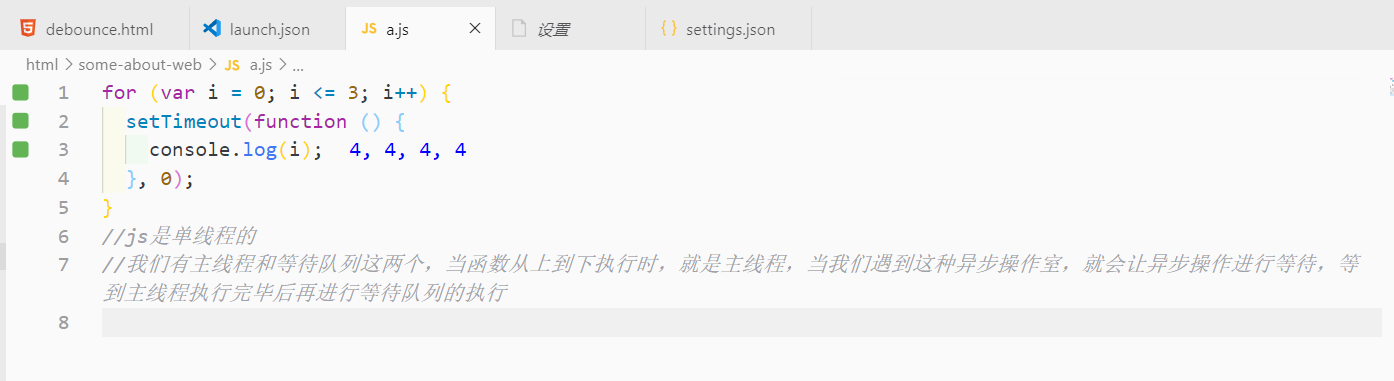 debounce.html launch.json JS a.js 设置 settings.json
html > some-about-web > JS a.js > ...
1 for (var i = 0; i <= 3; i++) {
2 setTimeout(function () {
3 console.log(i); 4, 4, 4, 4
4 }, 0);
5 }
6 //js是单线程的
7 //我们有主线程和等待队列这两个，当函数从上到下执行时，就是主线程，当我们遇到这种异步操作室，就会让异步操作进行等待，等
到主线程执行完毕后再进行等待队列的执行
8